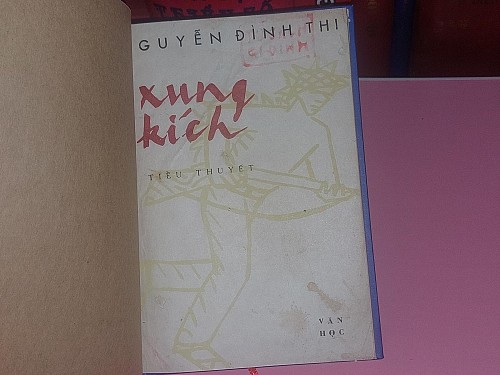 GUYỄN ĐÌNH THI
xung
kích
TIỂU THUYẾT
VĂN
HỌC